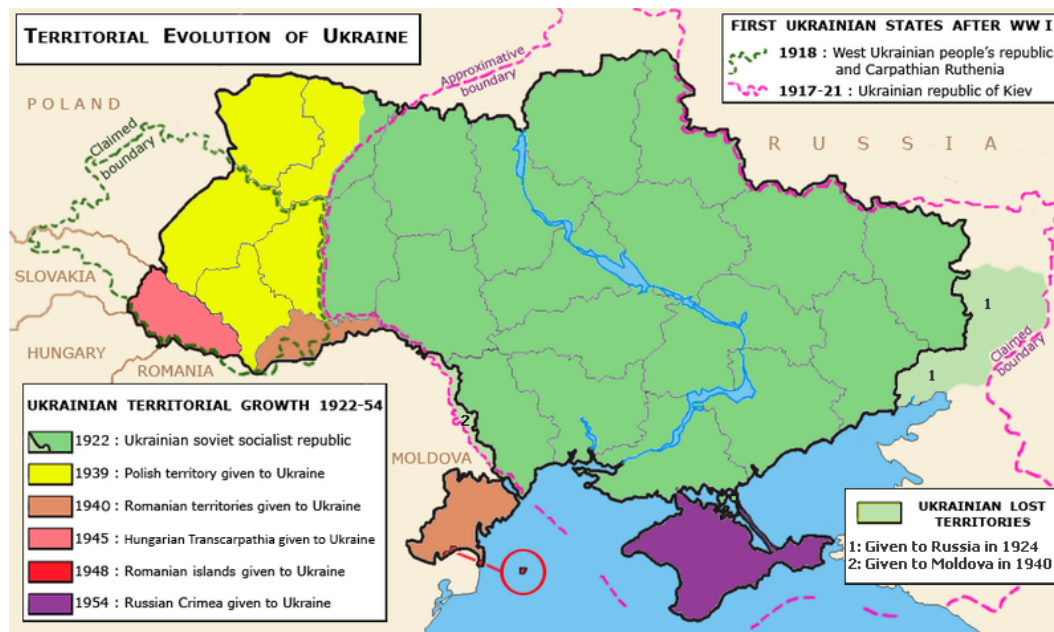 TERRITORIAL EVOLUTION OF UKRAINE
FIRST UKRAINIAN STATES AFTER WW I
1918 : West Ukrainian people's republic
and Carpathian Ruthenia
1917-21 : Ukrainian republic of Kiev
Approximative
boundary
POLAND
Claimed
boundary
RUSSIA
SLOVAKIA
HUNGARY
ROMANIA
1
1
Claimed
boundary
2
MOLDOVA
UKRAINIAN TERRITORIAL GROWTH 1922-54
1922 : Ukrainian soviet socialist republic
1939 : Polish territory given to Ukraine
1940 : Romanian territories given to Ukraine
1945 : Hungarian Transcarpathia given to Ukraine
1948 : Romanian islands given to Ukraine
1954 : Russian Crimea given to Ukraine
UKRAINIAN LOST
TERRITORIES
1: Given to Russia in 1924
2: Given to Moldova in 1940